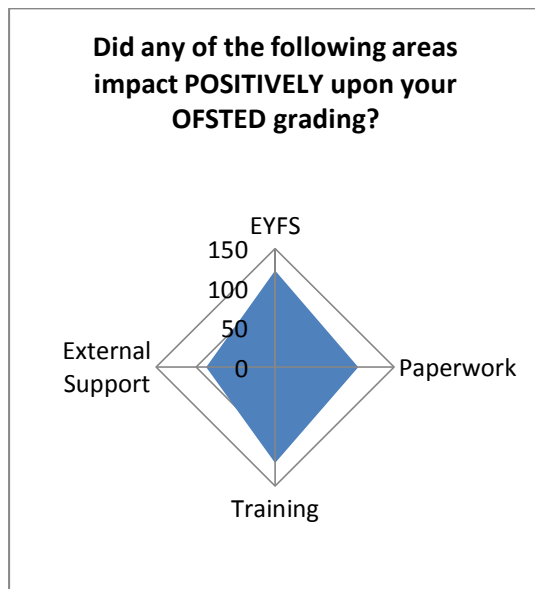 Did any of the following areas
impact POSITIVELY upon your
OFSTED grading?
EYFS
150
100
50
0
External
Support
Paperwork
Training